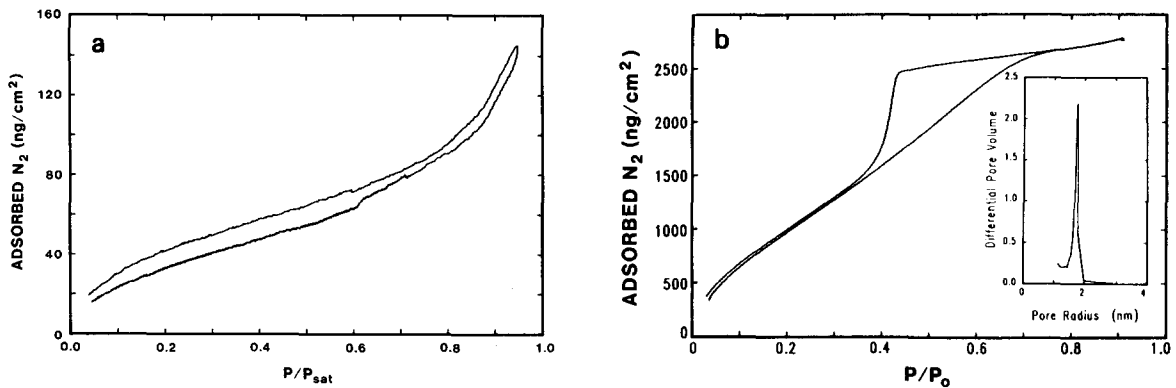 a
ADSORBED N₂ (ng/cm²)
160
120
80
40
0
0.0 0.2 0.4 0.6 0.8 1.0
P/Psat
b
ADSORBED N₂ (ng/cm²)
2500
2000
1500
1000
500
0
0 0.2 0.4 0.6 0.8 1.0
P/Po
Differential Pore Volume
2.5
2.0
1.5
1.0
0.5
0.0
0 2 4
Pore Radius (nm)